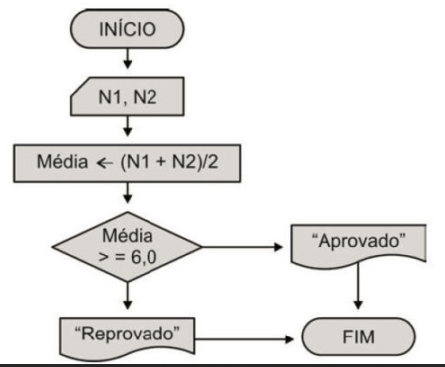 INÍCIO
N1, N2
Média ← (N1 + N2)/2
Média
> = 6,0
“Aprovado”
“Reprovado”
FIM